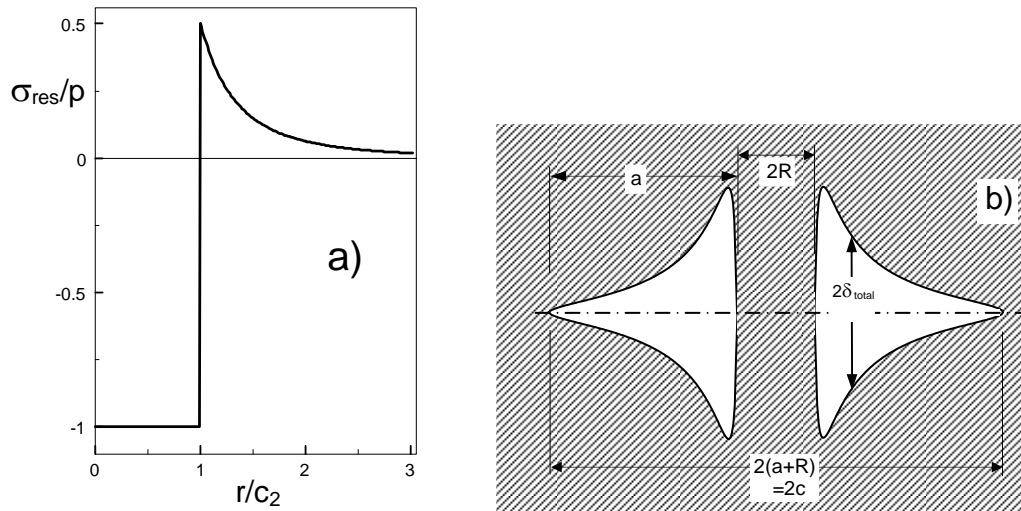 0.5
σres/p
0
-0.5
-1
a)
0
1
2
3
r/c2
a
2R
b)
2δtotal
2(a+R)
=2c